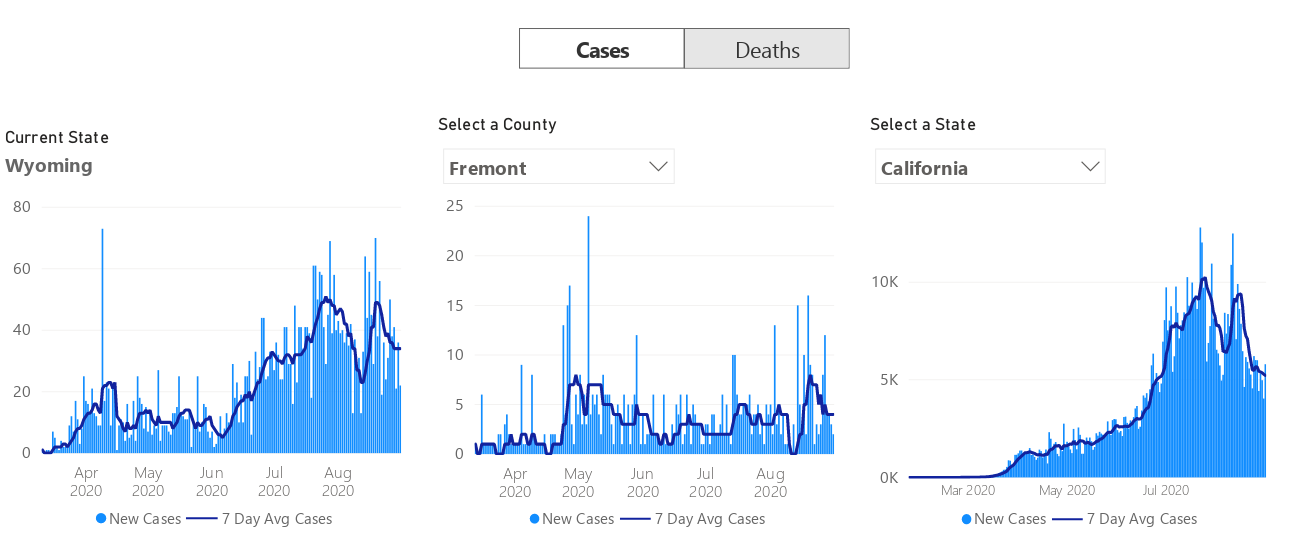 Cases
Deaths
Current State
Wyoming
80
60
40
20
0
Apr 2020
May 2020
Jun 2020
Jul 2020
Aug 2020
New Cases
7 Day Avg Cases
Select a County
Fremont
25
20
15
10
5
0
Apr 2020
May 2020
Jun 2020
Jul 2020
Aug 2020
New Cases
7 Day Avg Cases
Select a State
California
10K
5K
0K
Mar 2020
May 2020
Jul 2020
New Cases
7 Day Avg Cases